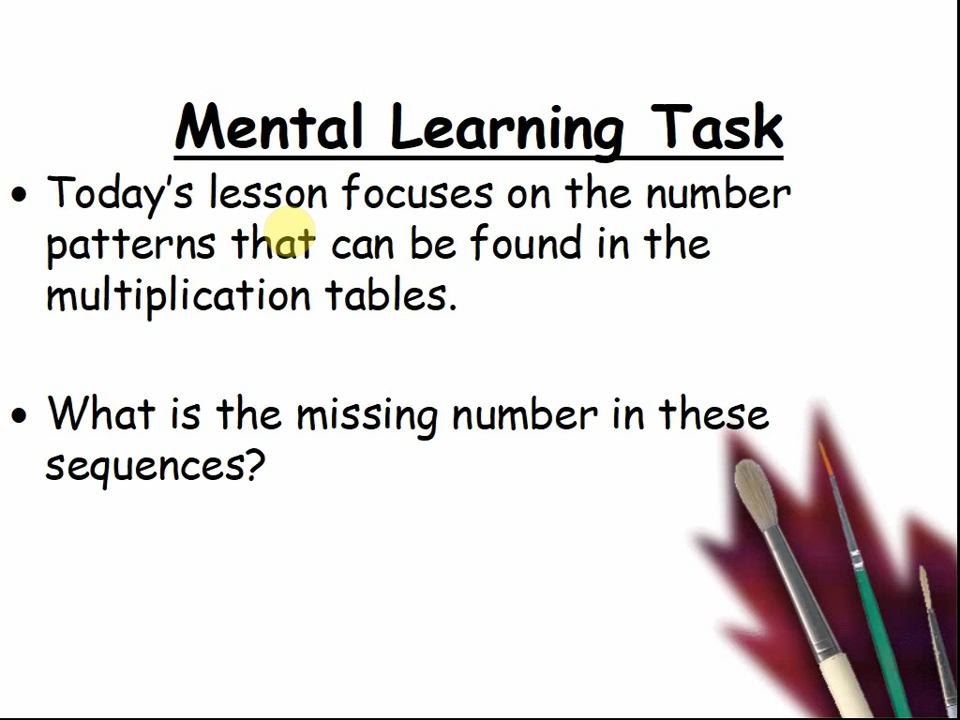 Mental Learning Task
• Today's lesson focuses on the number
patterns that can be found in the
multiplication tables.
• What is the missing number in these
sequences?